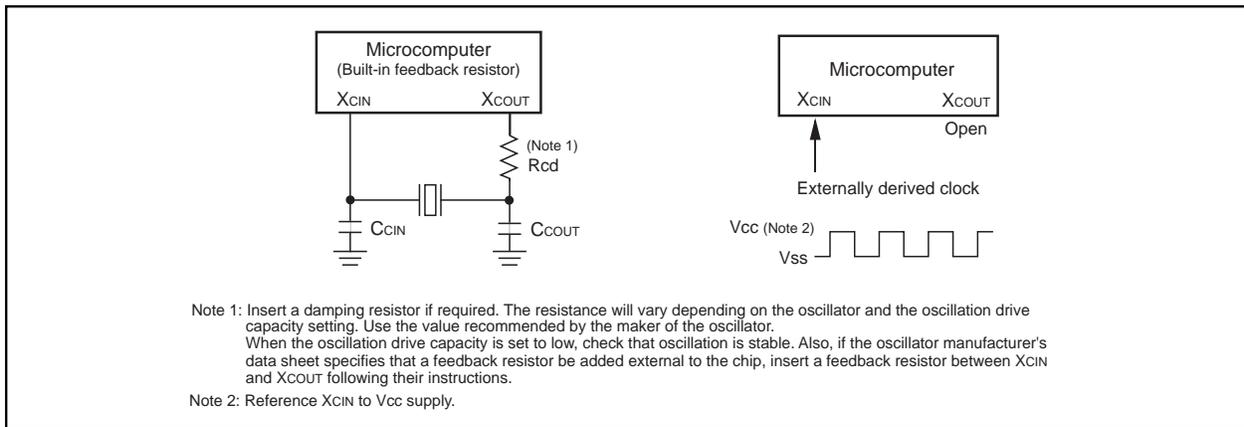 Microcomputer
(Built-in feedback resistor)
XCIN XCOUT
(Note 1)
Rcd
CCIN CCOUT
Microcomputer
XCIN XCOUT
Open
Externally derived clock
Vcc (Note 2)
Vss
Note 1: Insert a damping resistor if required. The resistance will vary depending on the oscillator and the oscillation drive
capacity setting. Use the value recommended by the maker of the oscillator.
When the oscillation drive capacity is set to low, check that oscillation is stable. Also, if the oscillator manufacturer's
data sheet specifies that a feedback resistor be added external to the chip, insert a feedback resistor between XCIN
and XCOUT following their instructions.
Note 2: Reference XCIN to Vcc supply.